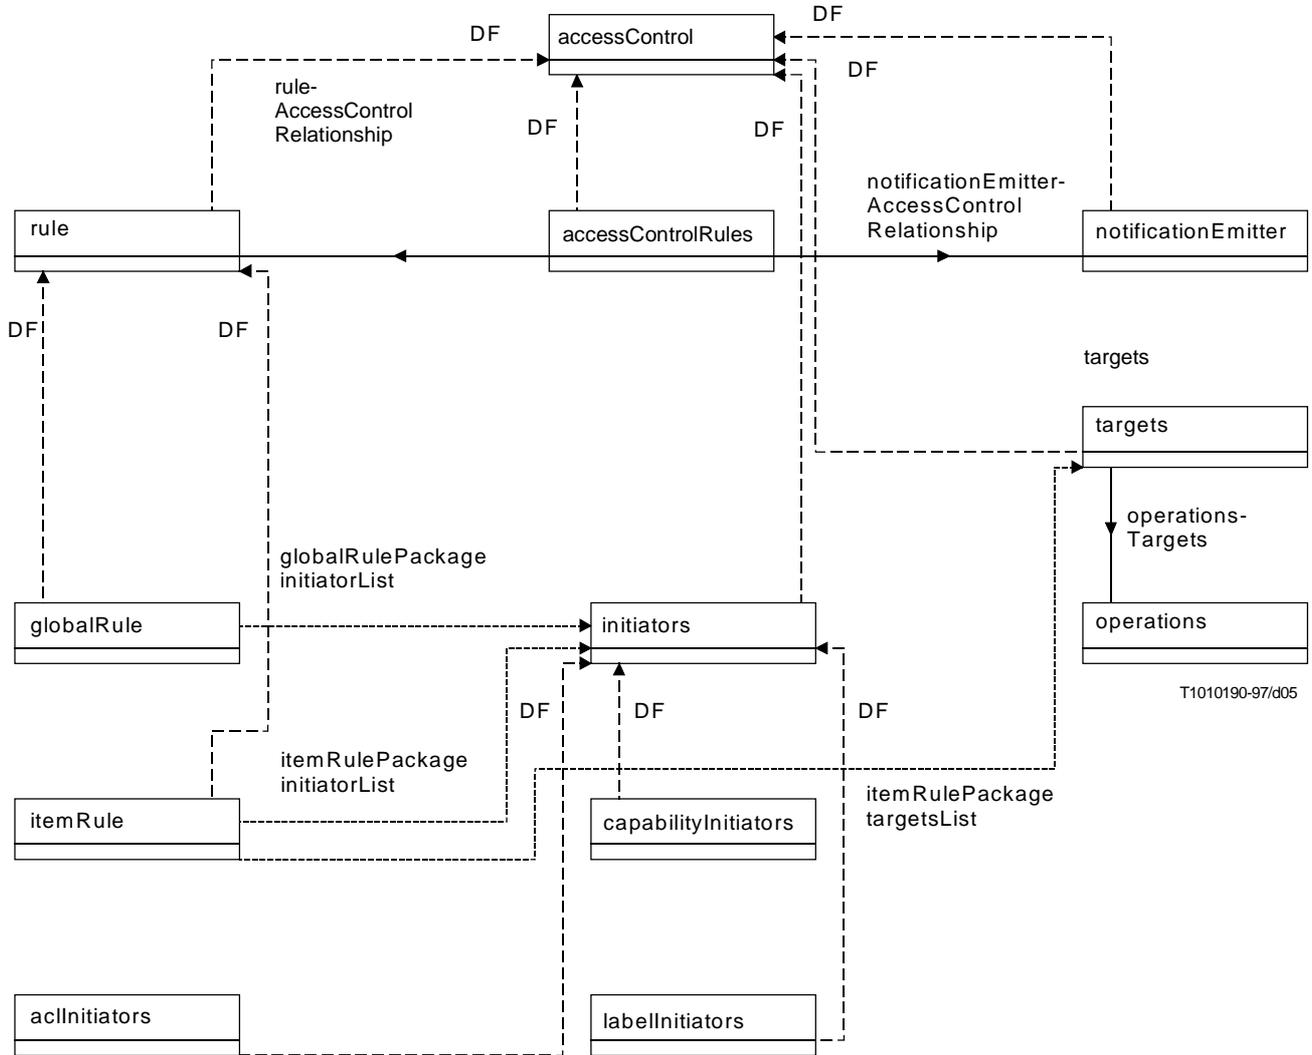 DF
DF
accessControl
DF
rule-
AccessControl
Relationship
DF
DF
notificationEmitter-
AccessControl
Relationship
rule
accessControlRules
notificationEmitter
DF
DF
targets
targets
operations-
Targets
globalRulePackage
initiatorList
globalRule
initiators
operations
T1010190-97/d05
DF
DF
DF
itemRulePackage
initiatorList
itemRulePackage
targetsList
itemRule
capabilityInitiators
aclInitiators
labelInitiators